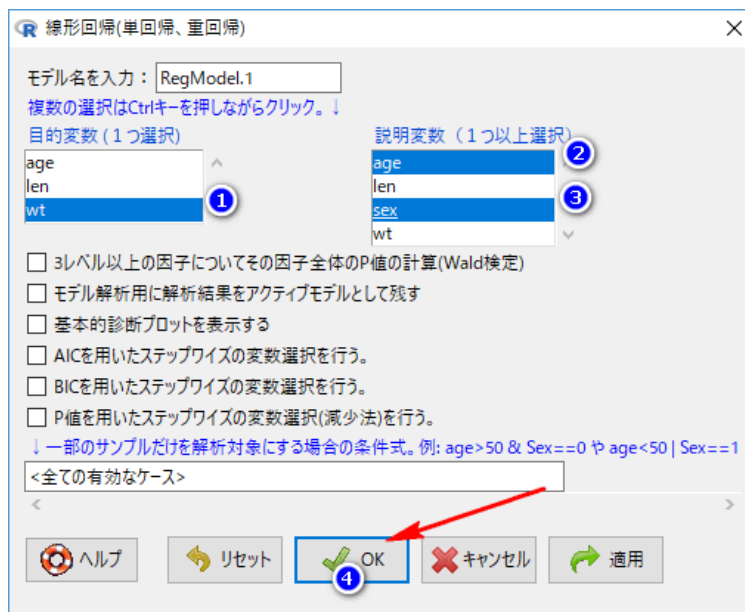 線形回帰(単回帰、重回帰)
モデル名を入力： RegModel.1
複数の選択はCtrlキーを押しながらクリック。↓
目的変数(１つ選択)
age
len
wt
1
説明変数（１つ以上選択)
age
len
sex
wt
2
3
3レベル以上の因子についてその因子全体のP値の計算(Wald検定)
モデル解析用に解析結果をアクティブモデルとして残す
基本的診断プロットを表示する
AICを用いたステップワイズの変数選択を行う。
BICを用いたステップワイズの変数選択を行う。
P値を用いたステップワイズの変数選択(減少法)を行う。
↓一部のサンプルだけを解析対象にする場合の条件式。例: age>50 & Sex==0 や age<50 | Sex==1
<全ての有効なケース>
ヘルプ リセット OK キャンセル 適用
4